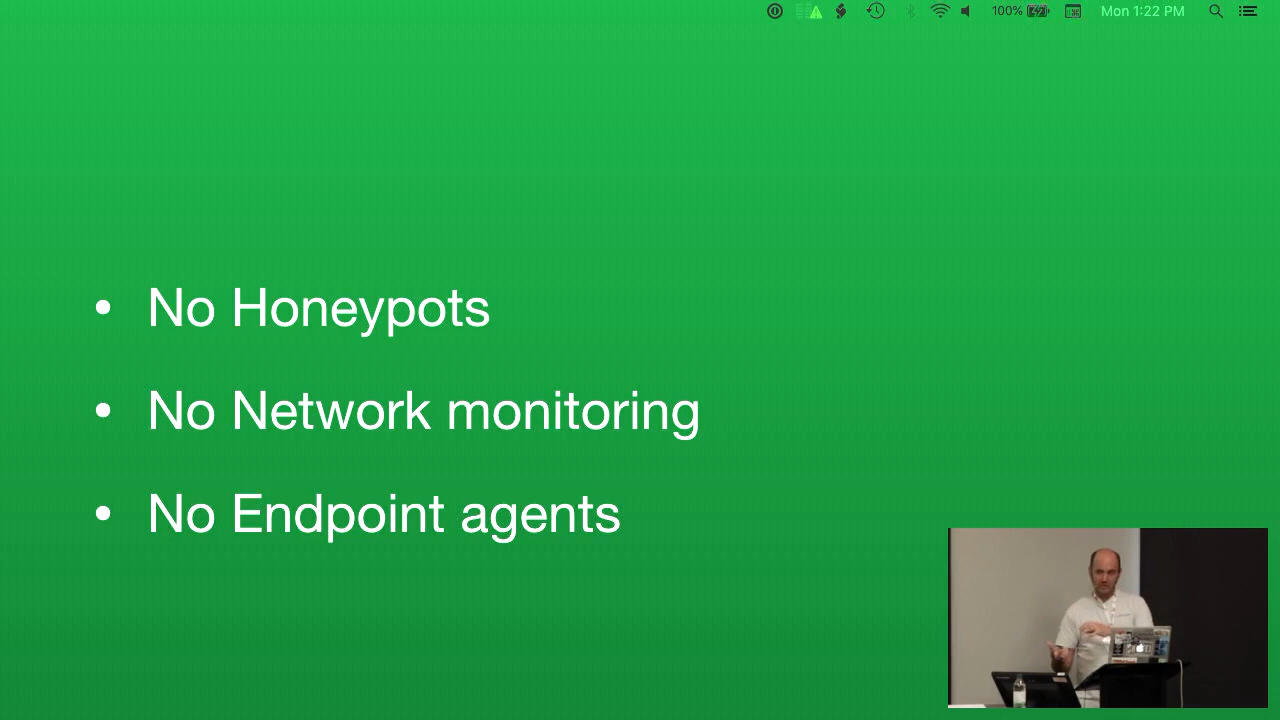 100% Mon 1:22 PM
• No Honeypots
• No Network monitoring
• No Endpoint agents